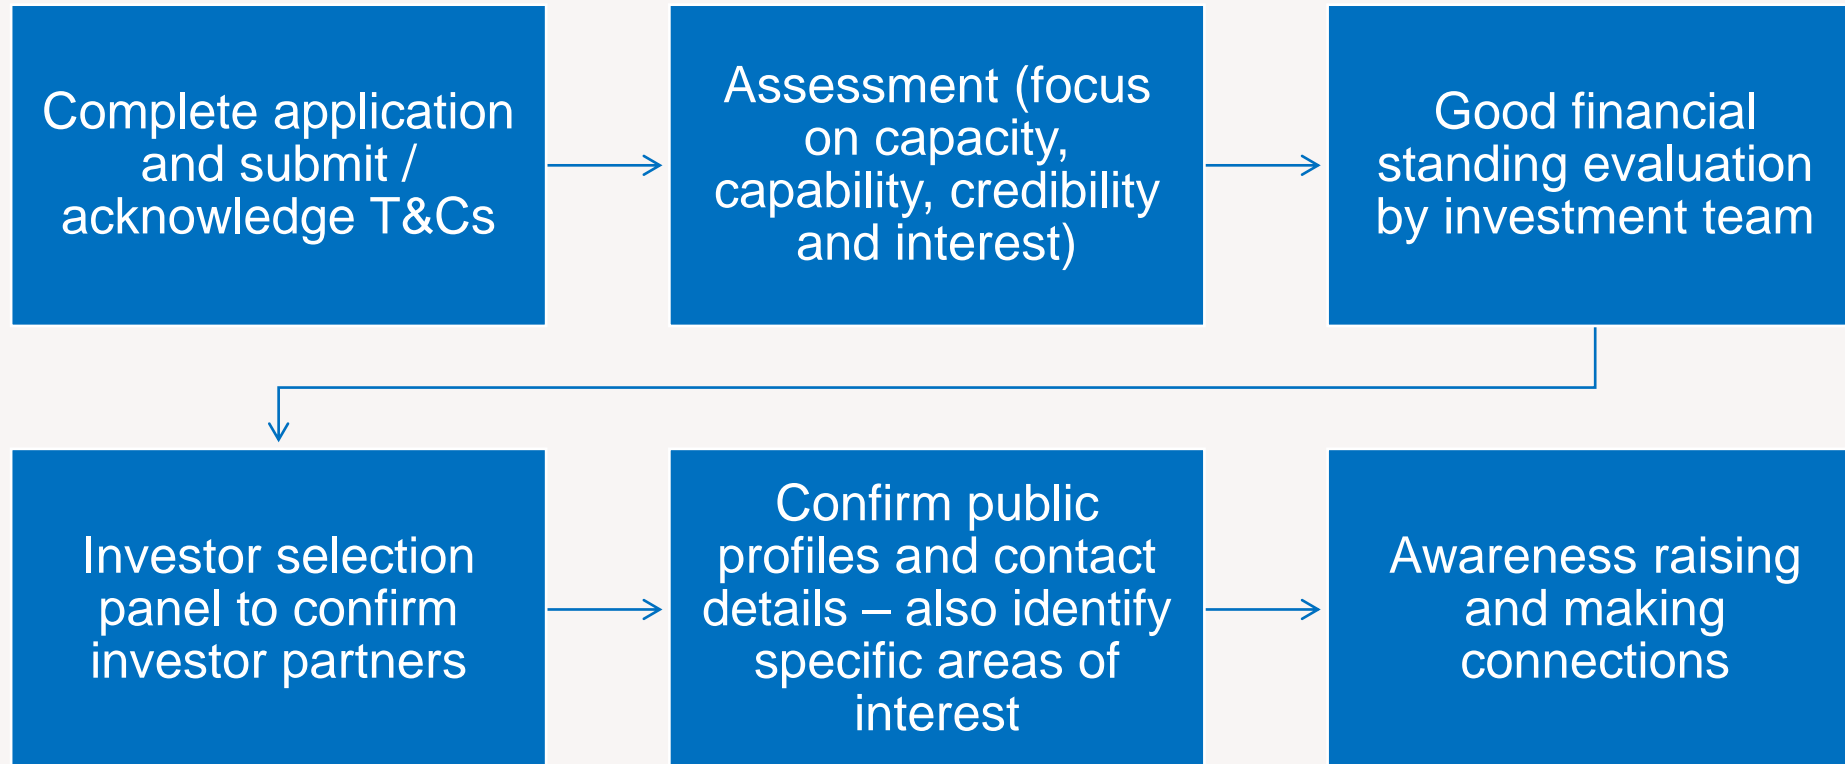 Complete application
and submit /
acknowledge T&Cs
Assessment (focus
on capacity,
capability, credibility
and interest)
Good financial
standing evaluation
by investment team
Investor selection
panel to confirm
investor partners
Confirm public
profiles and contact
details – also identify
specific areas of
interest
Awareness raising
and making
connections